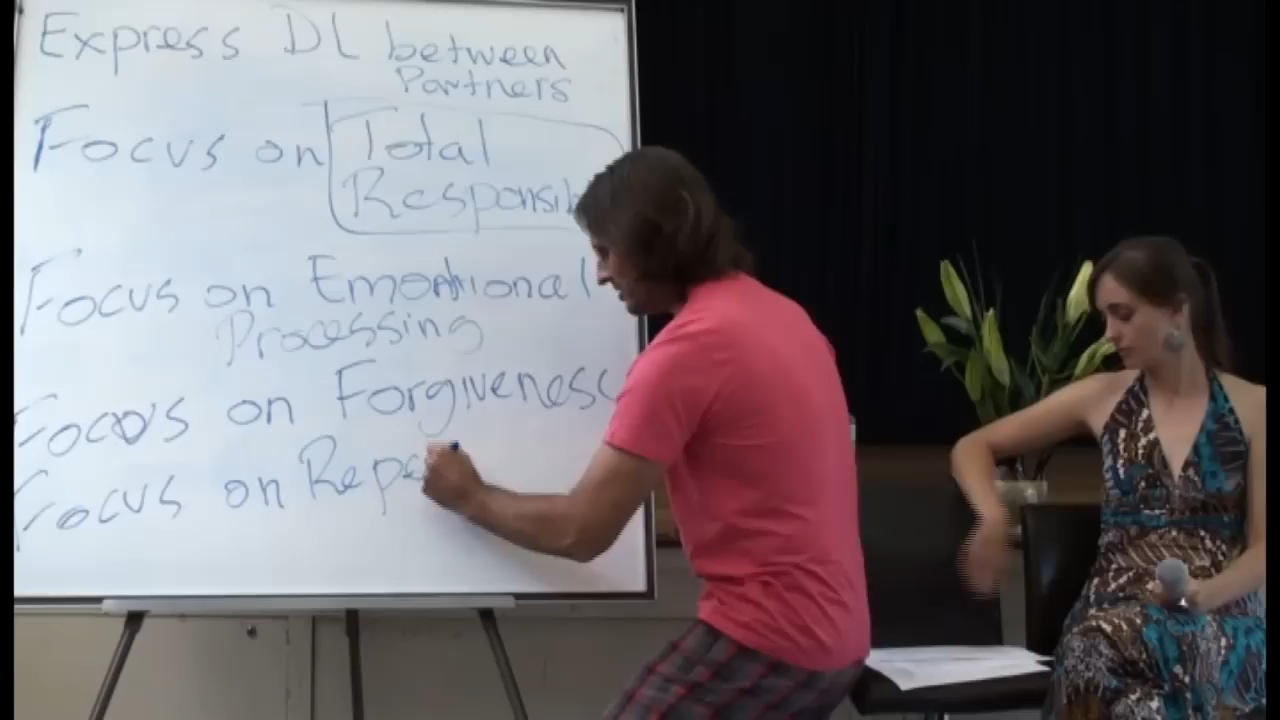 Express DL between
Partners
Focus on Total
Responsib
Focus on Emotional
Processing
Focus on Forgiveness
Focus on Repe